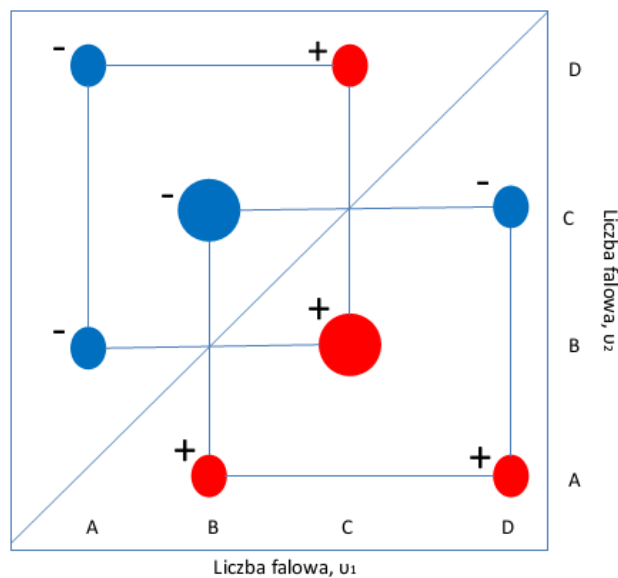 -
+
D
-
-
C
-
+
B
+
+
A
A B C D
Liczba falowa, υ₂
Liczba falowa, υ₁